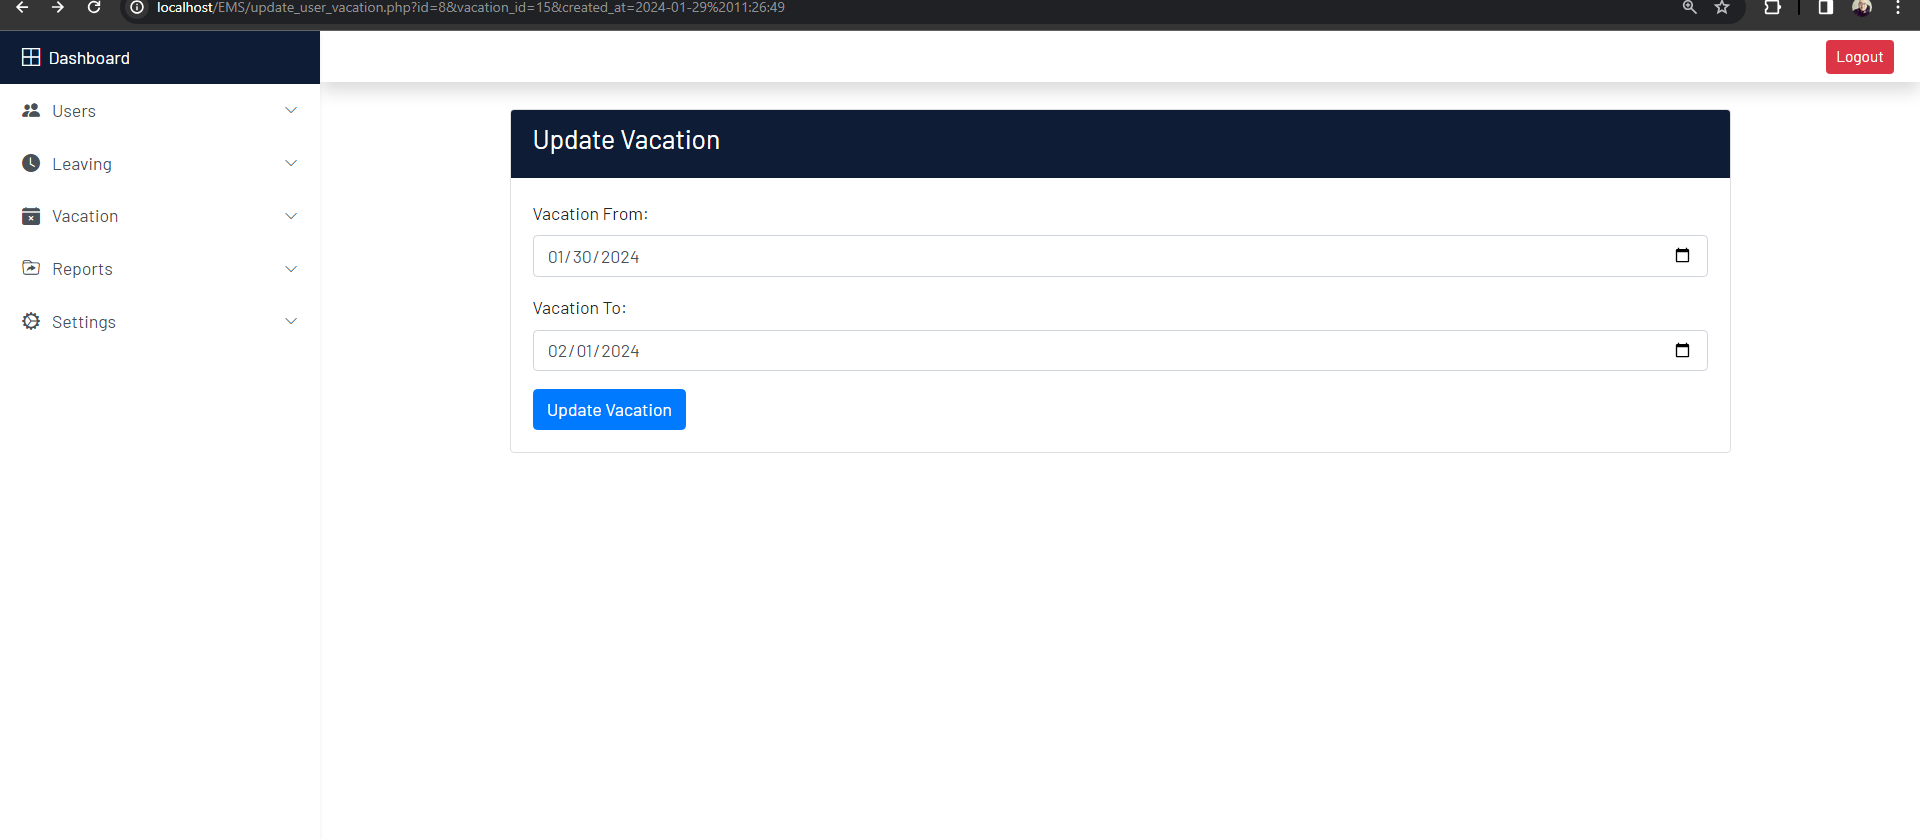 localhost/EMS/update_user_vacation.php?id=8&vacation_id=15&created_at=2024-01-29%2011:26:49
Dashboard
Logout
Users
Leaving
Vacation
Reports
Settings
Update Vacation
Vacation From:
01/30/2024
Vacation To:
02/01/2024
Update Vacation